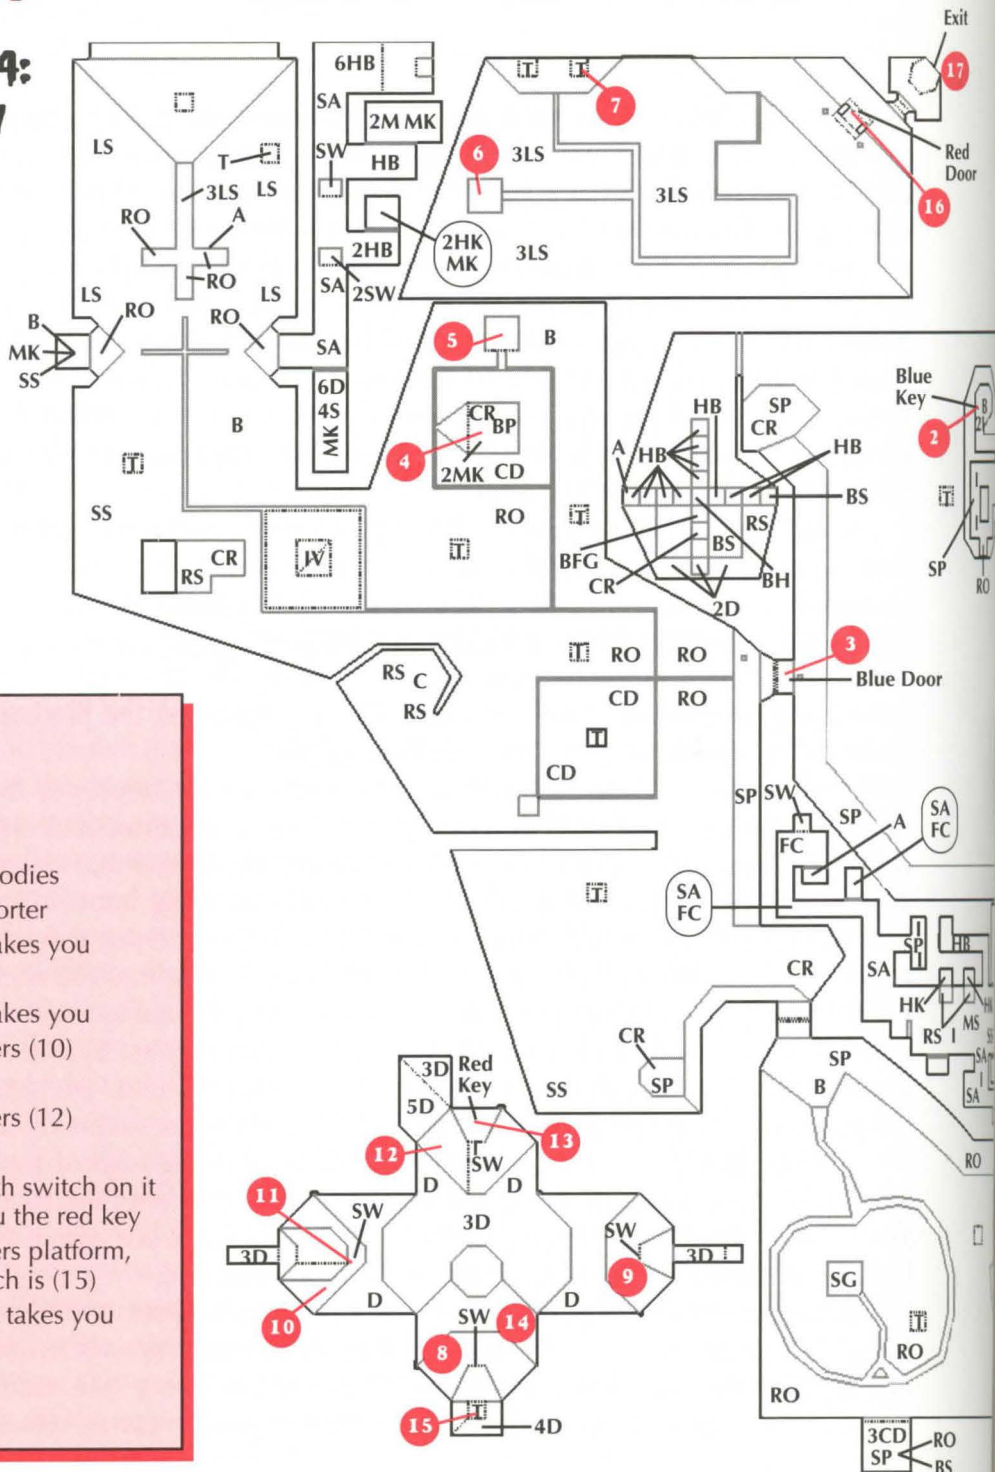 4:
Exit
17
6HB
T
T
7
SA
2M MK
Red
Door
16
LS
T
LS
SW
HB
6
3LS
3LS
3LS
RO
A
RO
2HB
2HK
MK
3LS
LS
LS
SA
2SW
B
RO
RO
MK
SS
SA
5
B
6D
4S
MK
B
CR
BP
4
2MK
CD
HB
SP
CR
Blue
Key
B
2
A
HB
HB
T
SS
RO
T
BS
T
W
T
BFG
BS
RS
SP
CR
RS
CR
BH
RO
2D
T
RO
RO
3
RS
C
RS
CD
RO
Blue Door
T
CD
SP
SW
SP
A
SA
FC
FC
T
SA
FC
SP
HB
CR
SA
HK
RS
I
MS
SA
I
SA
CR
SP
SS
SP
B
RO
3D
Red
Key
5D
12
13
T
SW
11
D
D
SW
3D
SW
3D
3D
9
SG
T
D
D
10
SW
14
RO
8
RO
15
T
4D
3CD
SP
RO
BS
odies
orter
akes you
akes you
ers (10)
ers (12)
h switch on it
u the red key
ers platform,
ch is (15)
takes you